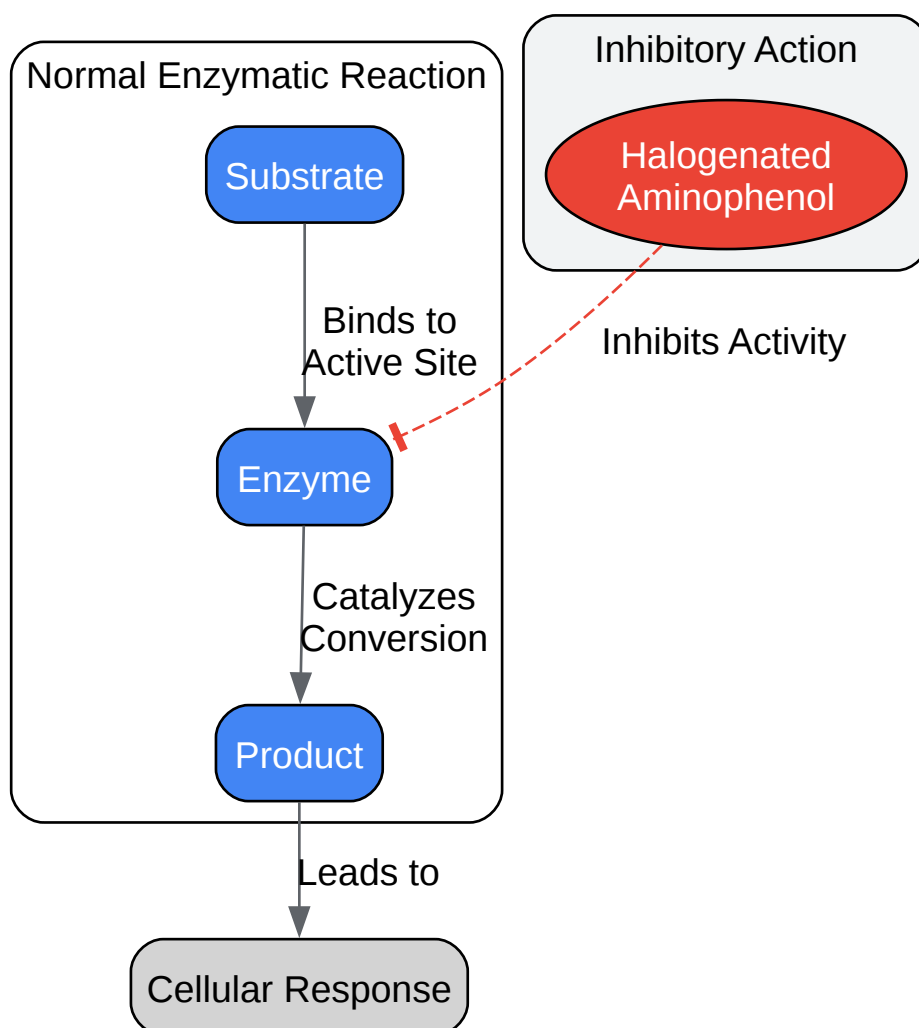 Inhibitory Action
Normal Enzymatic Reaction
Substrate
Halogenated
Aminophenol
Binds to
Active Site
Inhibits Activity
Enzyme
Catalyzes
Conversion
Product
Leads to
Cellular Response